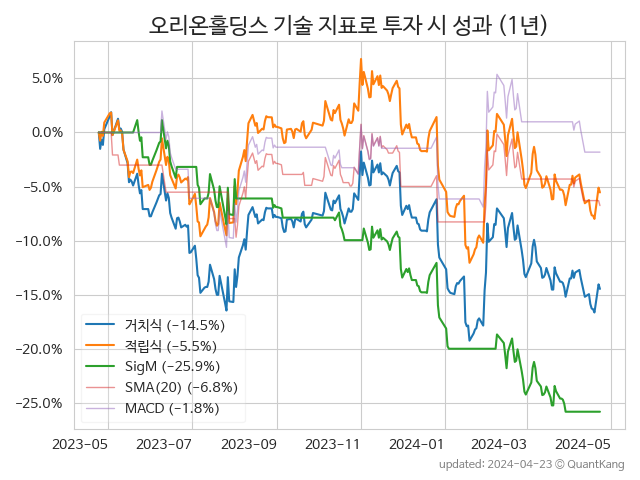 오리온홀딩스 기술 지표로 투자 시 성과 (1년)
5.0%
0.0%
−5.0%
−10.0%
−15.0%
−20.0%
−25.0%
거치식 (−14.5%)
적립식 (−5.5%)
SigM (−25.9%)
SMA(20) (−6.8%)
MACD (−1.8%)
2023-05 2023-07 2023-09 2023-11 2024-01 2024-03 2024-05
updated: 2024-04-23 © QuantKang